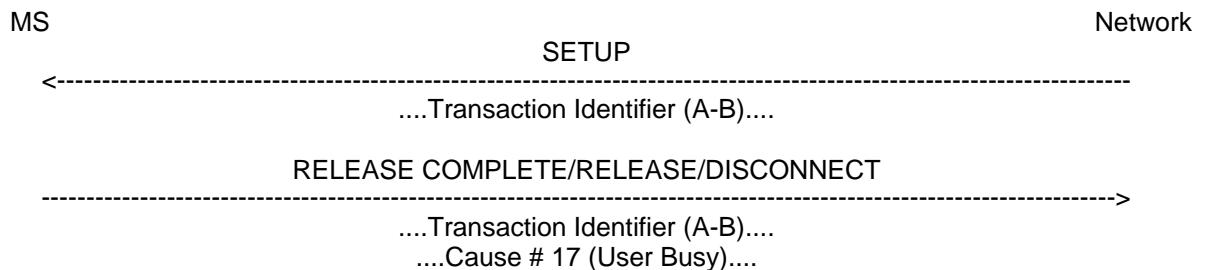 MS Network
SETUP
<-----------------------------------------------------------------------------------------------------------------------
....Transaction Identifier (A-B)....
RELEASE COMPLETE/RELEASE/DISCONNECT
----------------------------------------------------------------------------------------------------------------------->
....Transaction Identifier (A-B)....
....Cause # 17 (User Busy)....